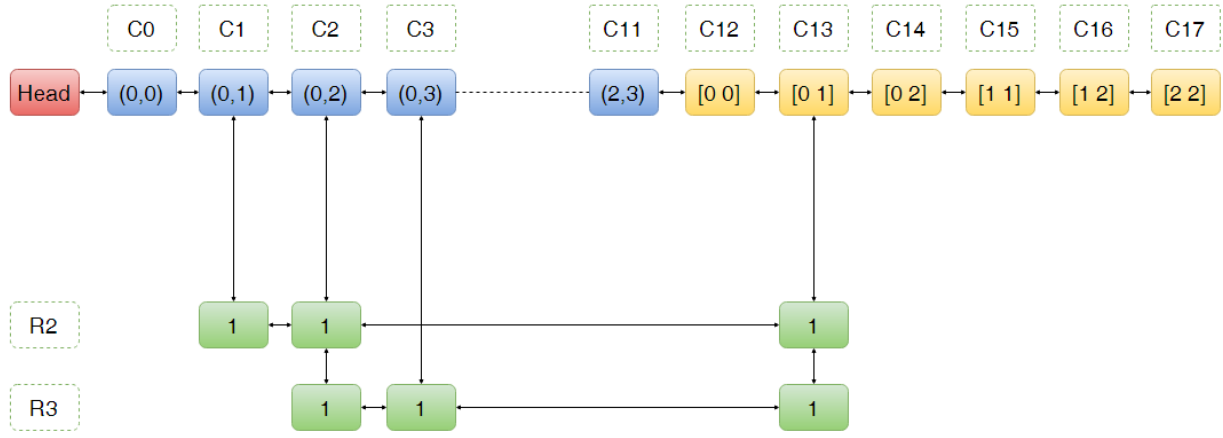 C0 C1 C2 C3 C11 C12 C13 C14 C15 C16 C17
Head (0,0) (0,1) (0,2) (0,3) (2,3) [0 0] [0 1] [0 2] [1 1] [1 2] [2 2]
R2 1 1 1
R3 1 1 1